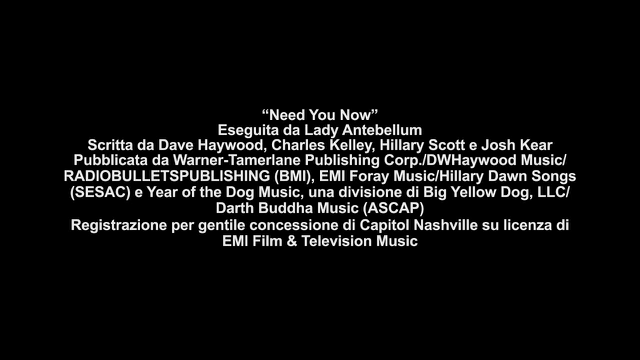 “Need You Now”
Eseguita da Lady Antebellum
Scritta da Dave Haywood, Charles Kelley, Hillary Scott e Josh Kear
Pubblicata da Warner-Tamerlane Publishing Corp./DWHaywood Music/
RADIOBULLETSPUBLISHING (BMI), EMI Foray Music/Hillary Dawn Songs
(SESAC) e Year of the Dog Music, una divisione di Big Yellow Dog, LLC/
Darth Buddha Music (ASCAP)
Registrazione per gentile concessione di Capitol Nashville su licenza di
EMI Film & Television Music